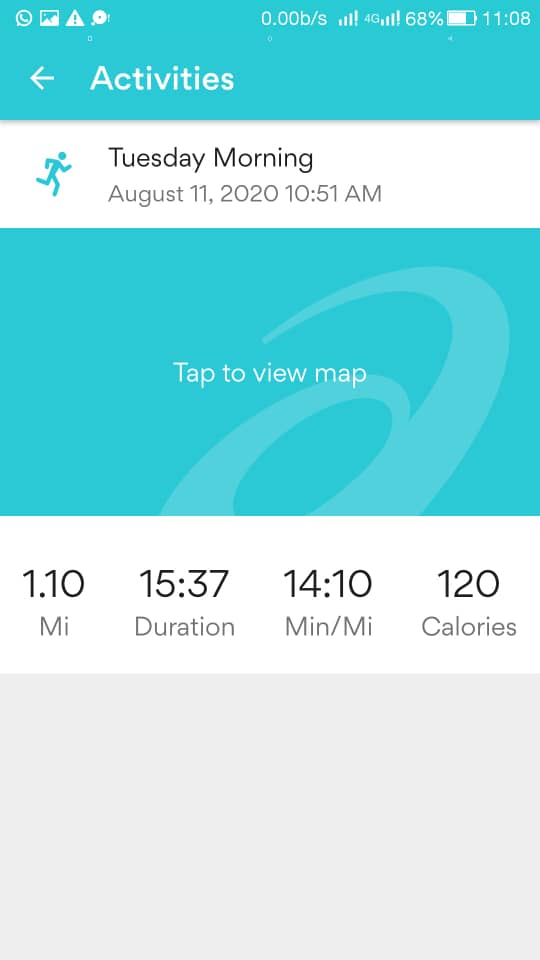 0.00b/s 4G 68% 11:08
Activities
Tuesday Morning
August 11, 2020 10:51 AM
Tap to view map
1.10 15:37 14:10 120
Mi Duration Min/Mi Calories